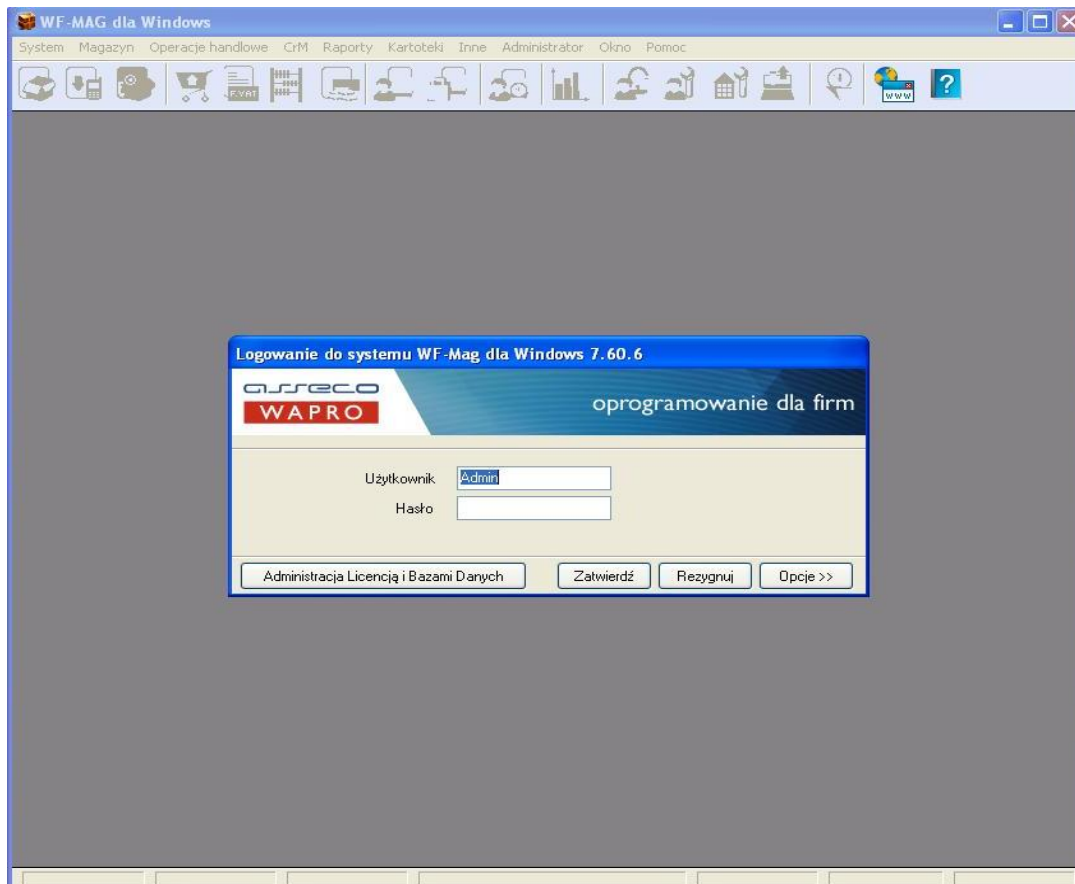 WF-MAG dla Windows
System Magazyn Operacje handlowe CrM Raporty Kartoteki Inne Administrator Okno Pomoc
F.VAT
WWW
?
Logowanie do systemu WF-Mag dla Windows 7.60.6
asseco
WAPRO
oprogramowanie dla firm
Użytkownik Admin
Hasło
Administracja Licencją i Bazami Danych Zatwierdź Rezygnuj Opcje >>